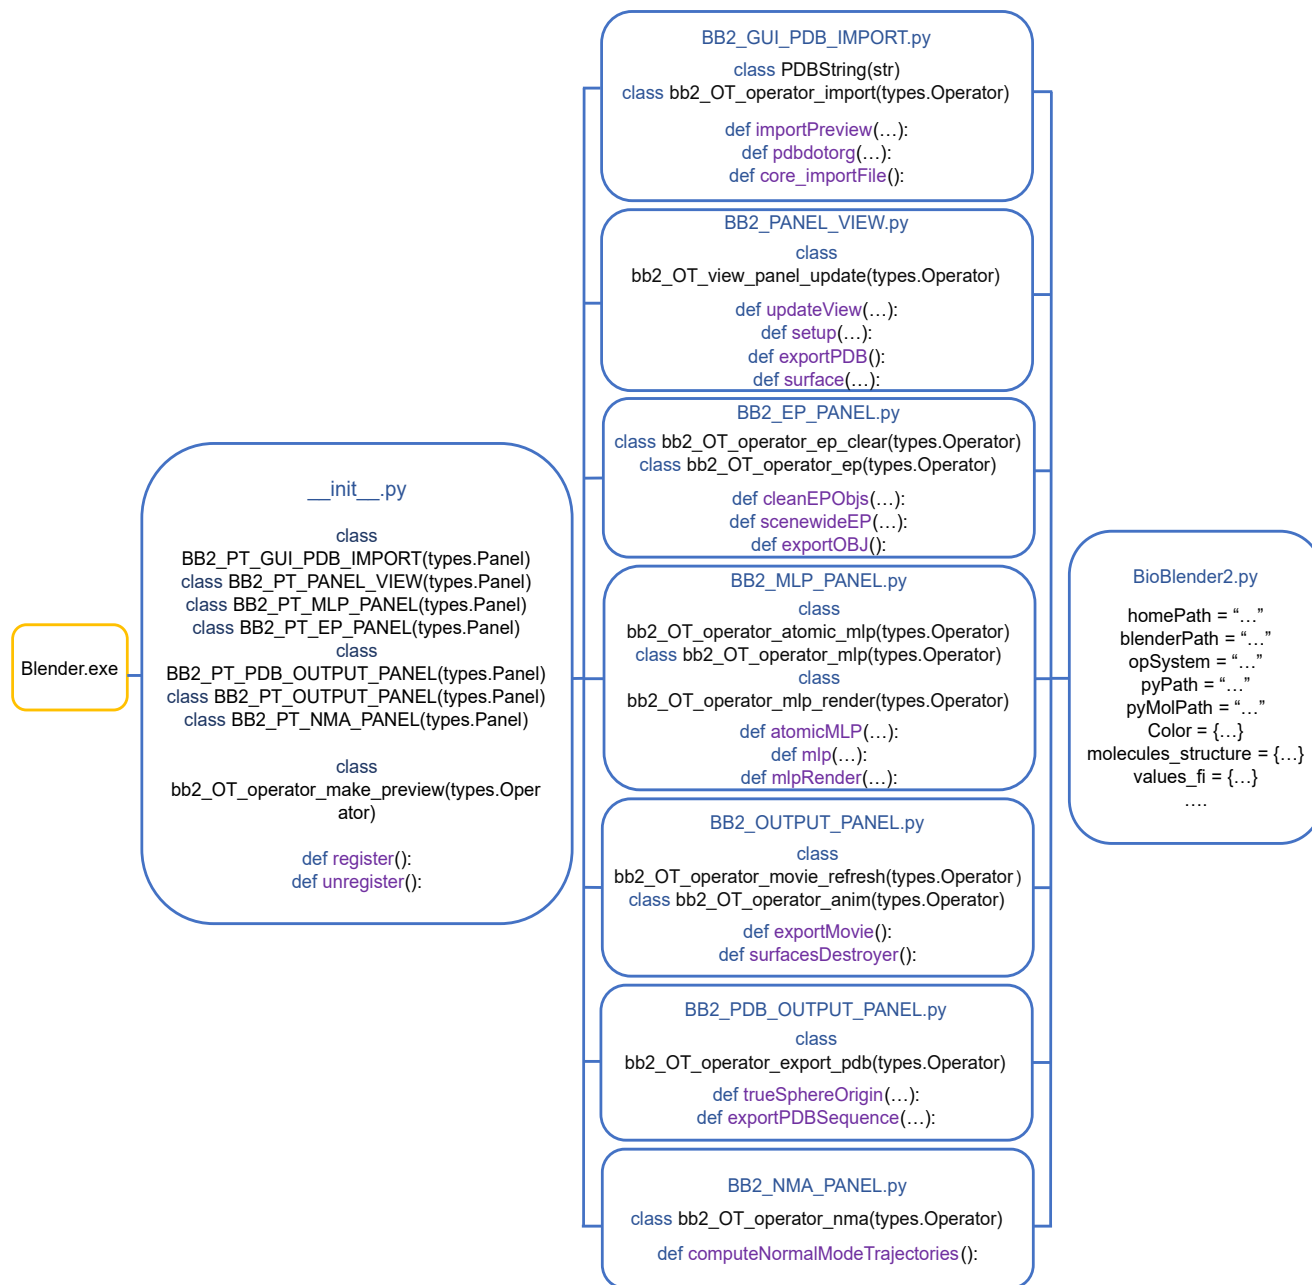 Blender.exe
__init__.py
class
BB2_PT_GUI_PDB_IMPORT(types.Panel)
class BB2_PT_PANEL_VIEW(types.Panel)
class BB2_PT_MLP_PANEL(types.Panel)
class BB2_PT_EP_PANEL(types.Panel)
class
BB2_PT_PDB_OUTPUT_PANEL(types.Panel)
class BB2_PT_OUTPUT_PANEL(types.Panel)
class BB2_PT_NMA_PANEL(types.Panel)
class
bb2_OT_operator_make_preview(types.Oper
ator)
def register():
def unregister():
BB2_GUI_PDB_IMPORT.py
class PDBString(str)
class bb2_OT_operator_import(types.Operator)
def importPreview(…):
def pdbdotorg(…):
def core_importFile():
BB2_PANEL_VIEW.py
class
bb2_OT_view_panel_update(types.Operator)
def updateView(…):
def setup(…):
def exportPDB():
def surface(…):
BB2_EP_PANEL.py
class bb2_OT_operator_ep_clear(types.Operator)
class bb2_OT_operator_ep(types.Operator)
def cleanEPObjs(…):
def scenewideEP(…):
def exportOBJ():
BB2_MLP_PANEL.py
class
bb2_OT_operator_atomic_mlp(types.Operator)
class bb2_OT_operator_mlp(types.Operator)
class
bb2_OT_operator_mlp_render(types.Operator)
def atomicMLP(…):
def mlp(…):
def mlpRender(…):
BB2_OUTPUT_PANEL.py
class
bb2_OT_operator_movie_refresh(types.Operator)
class bb2_OT_operator_anim(types.Operator)
def exportMovie():
def surfacesDestroyer():
BB2_PDB_OUTPUT_PANEL.py
class
bb2_OT_operator_export_pdb(types.Operator)
def trueSphereOrigin(…):
def exportPDBSequence(…):
BB2_NMA_PANEL.py
class bb2_OT_operator_nma(types.Operator)
def computeNormalModeTrajectories():
BioBlender2.py
homePath = “…”
blenderPath = “…”
opSystem = “…”
pyPath = “…”
pyMolPath = “…”
Color = {…}
molecules_structure = {…}
values_fi = {…}
….